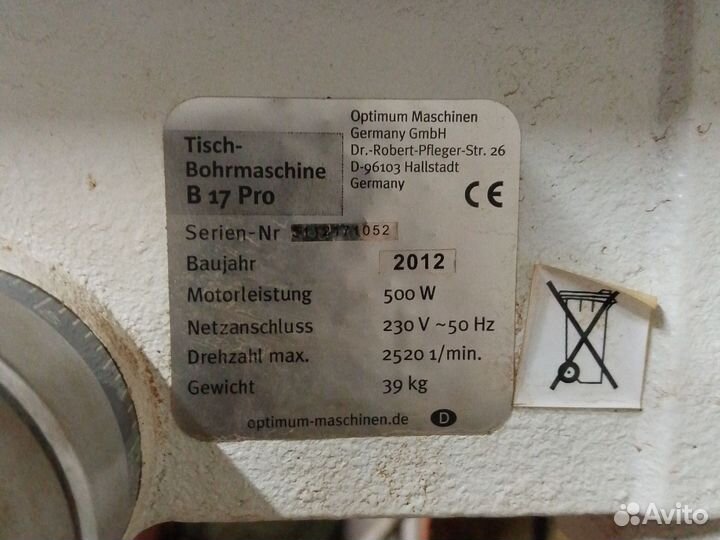 Optimum Maschinen
Germany GmbH
Dr.-Robert-Pfleger-Str. 26
D-96103 Hallstadt
Germany
CE
Tisch-
Bohrmaschine
B 17 Pro
Serien-Nr
Baujahr 2012
Motorleistung 500 W
Netzanschluss 230 V ~50 Hz
Drehzahl max. 2520 1/min.
Gewicht 39 kg
optimum-maschinen.de D
Avito